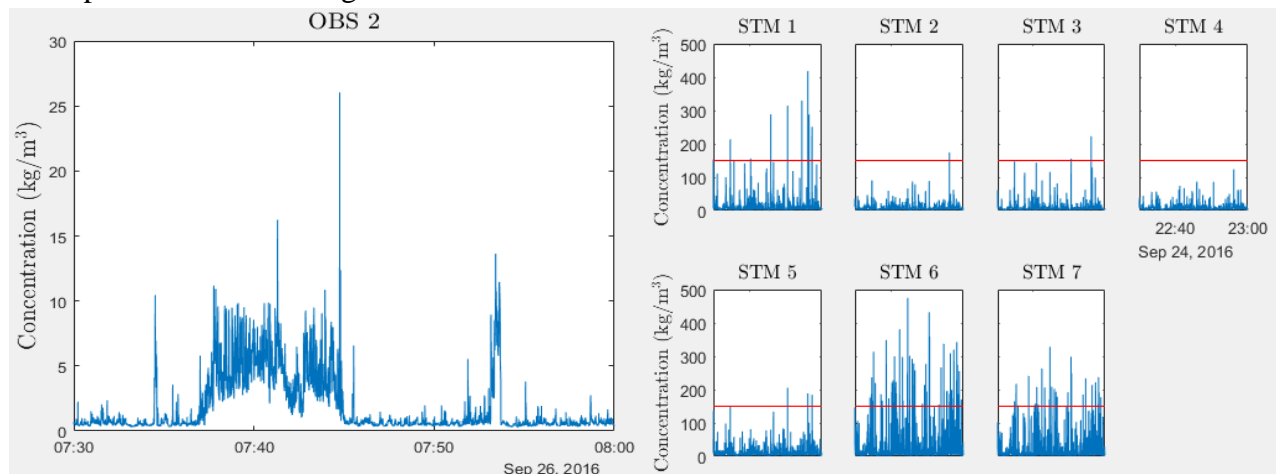 OBS 2
Concentration (kg/m³)
30
25
20
15
10
5
0
07:30
07:40
07:50
08:00
Sep 26, 2016
STM 1
STM 2
STM 3
STM 4
Concentration (kg/m³)
500
400
300
200
100
0
22:40
23:00
Sep 24, 2016
STM 5
STM 6
STM 7
Concentration (kg/m³)
500
400
300
200
100
0